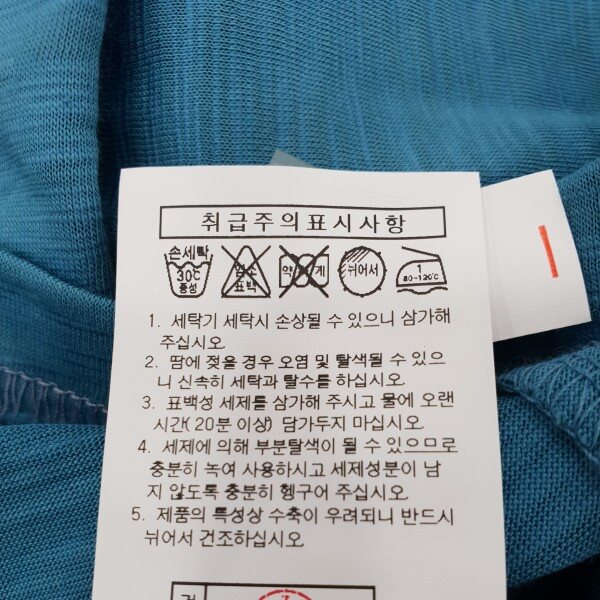 취급주의표시사항
손세탁
30℃
중성
염소
표백
약하게
뉘어서
1
80~120℃
1. 세탁기 세탁시 손상될 수 있으니 삼가해
주십시오.
2. 땀에 젖을 경우 오염 및 탈색될 수 있으
니 신속히 세탁과 탈수를 하십시오.
3. 표백성 세제를 삼가해 주시고 물에 오랜
시간(20분 이상) 담가두지 마십시오.
4. 세제에 의해 부분탈색이 될 수 있으므로
충분히 녹여 사용하시고 세제성분이 남
지 않도록 충분히 헹구어 주십시오.
5. 제품의 특성상 수축이 우려되니 반드시
뉘어서 건조하십시오.